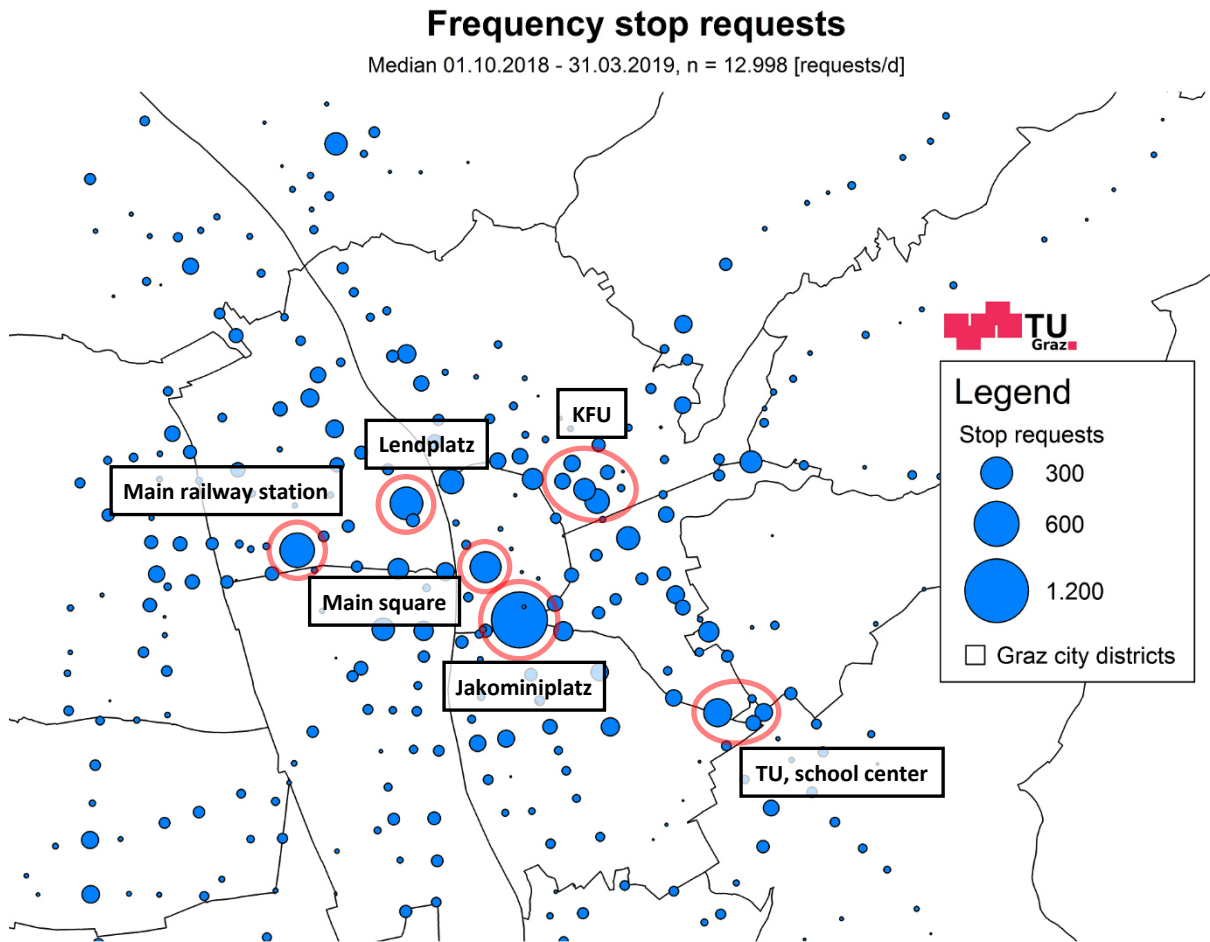 Frequency stop requests
Median 01.10.2018 - 31.03.2019, n = 12.998 [requests/d]
TU
Graz
Legend
Stop requests
300
600
1.200
Graz city districts
KFU
Lendplatz
Main railway station
Main square
Jakominiplatz
TU, school center